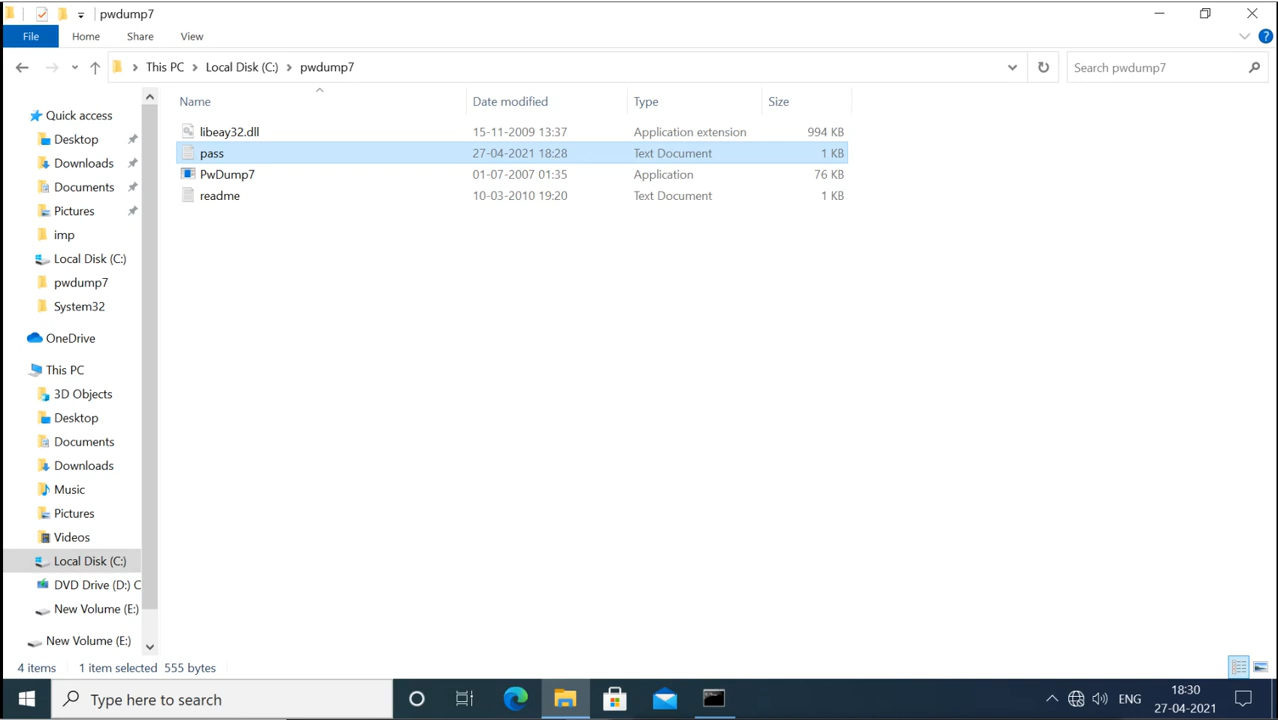 pwdump7
File Home Share View
This PC Local Disk (C:) pwdump7 Search pwdump7
Name Date modified Type Size
Quick access
Desktop
Downloads
Documents
Pictures
imp
Local Disk (C:)
pwdump7
System32
OneDrive
This PC
3D Objects
Desktop
Documents
Downloads
Music
Pictures
Videos
Local Disk (C:)
DVD Drive (D:) C
New Volume (E:)
New Volume (E:)
libeay32.dll 15-11-2009 13:37 Application extension 994 KB
pass 27-04-2021 18:28 Text Document 1 KB
PwDump7 01-07-2007 01:35 Application 76 KB
readme 10-03-2010 19:20 Text Document 1 KB
4 items 1 item selected 555 bytes
Type here to search
ENG
18:30
27-04-2021